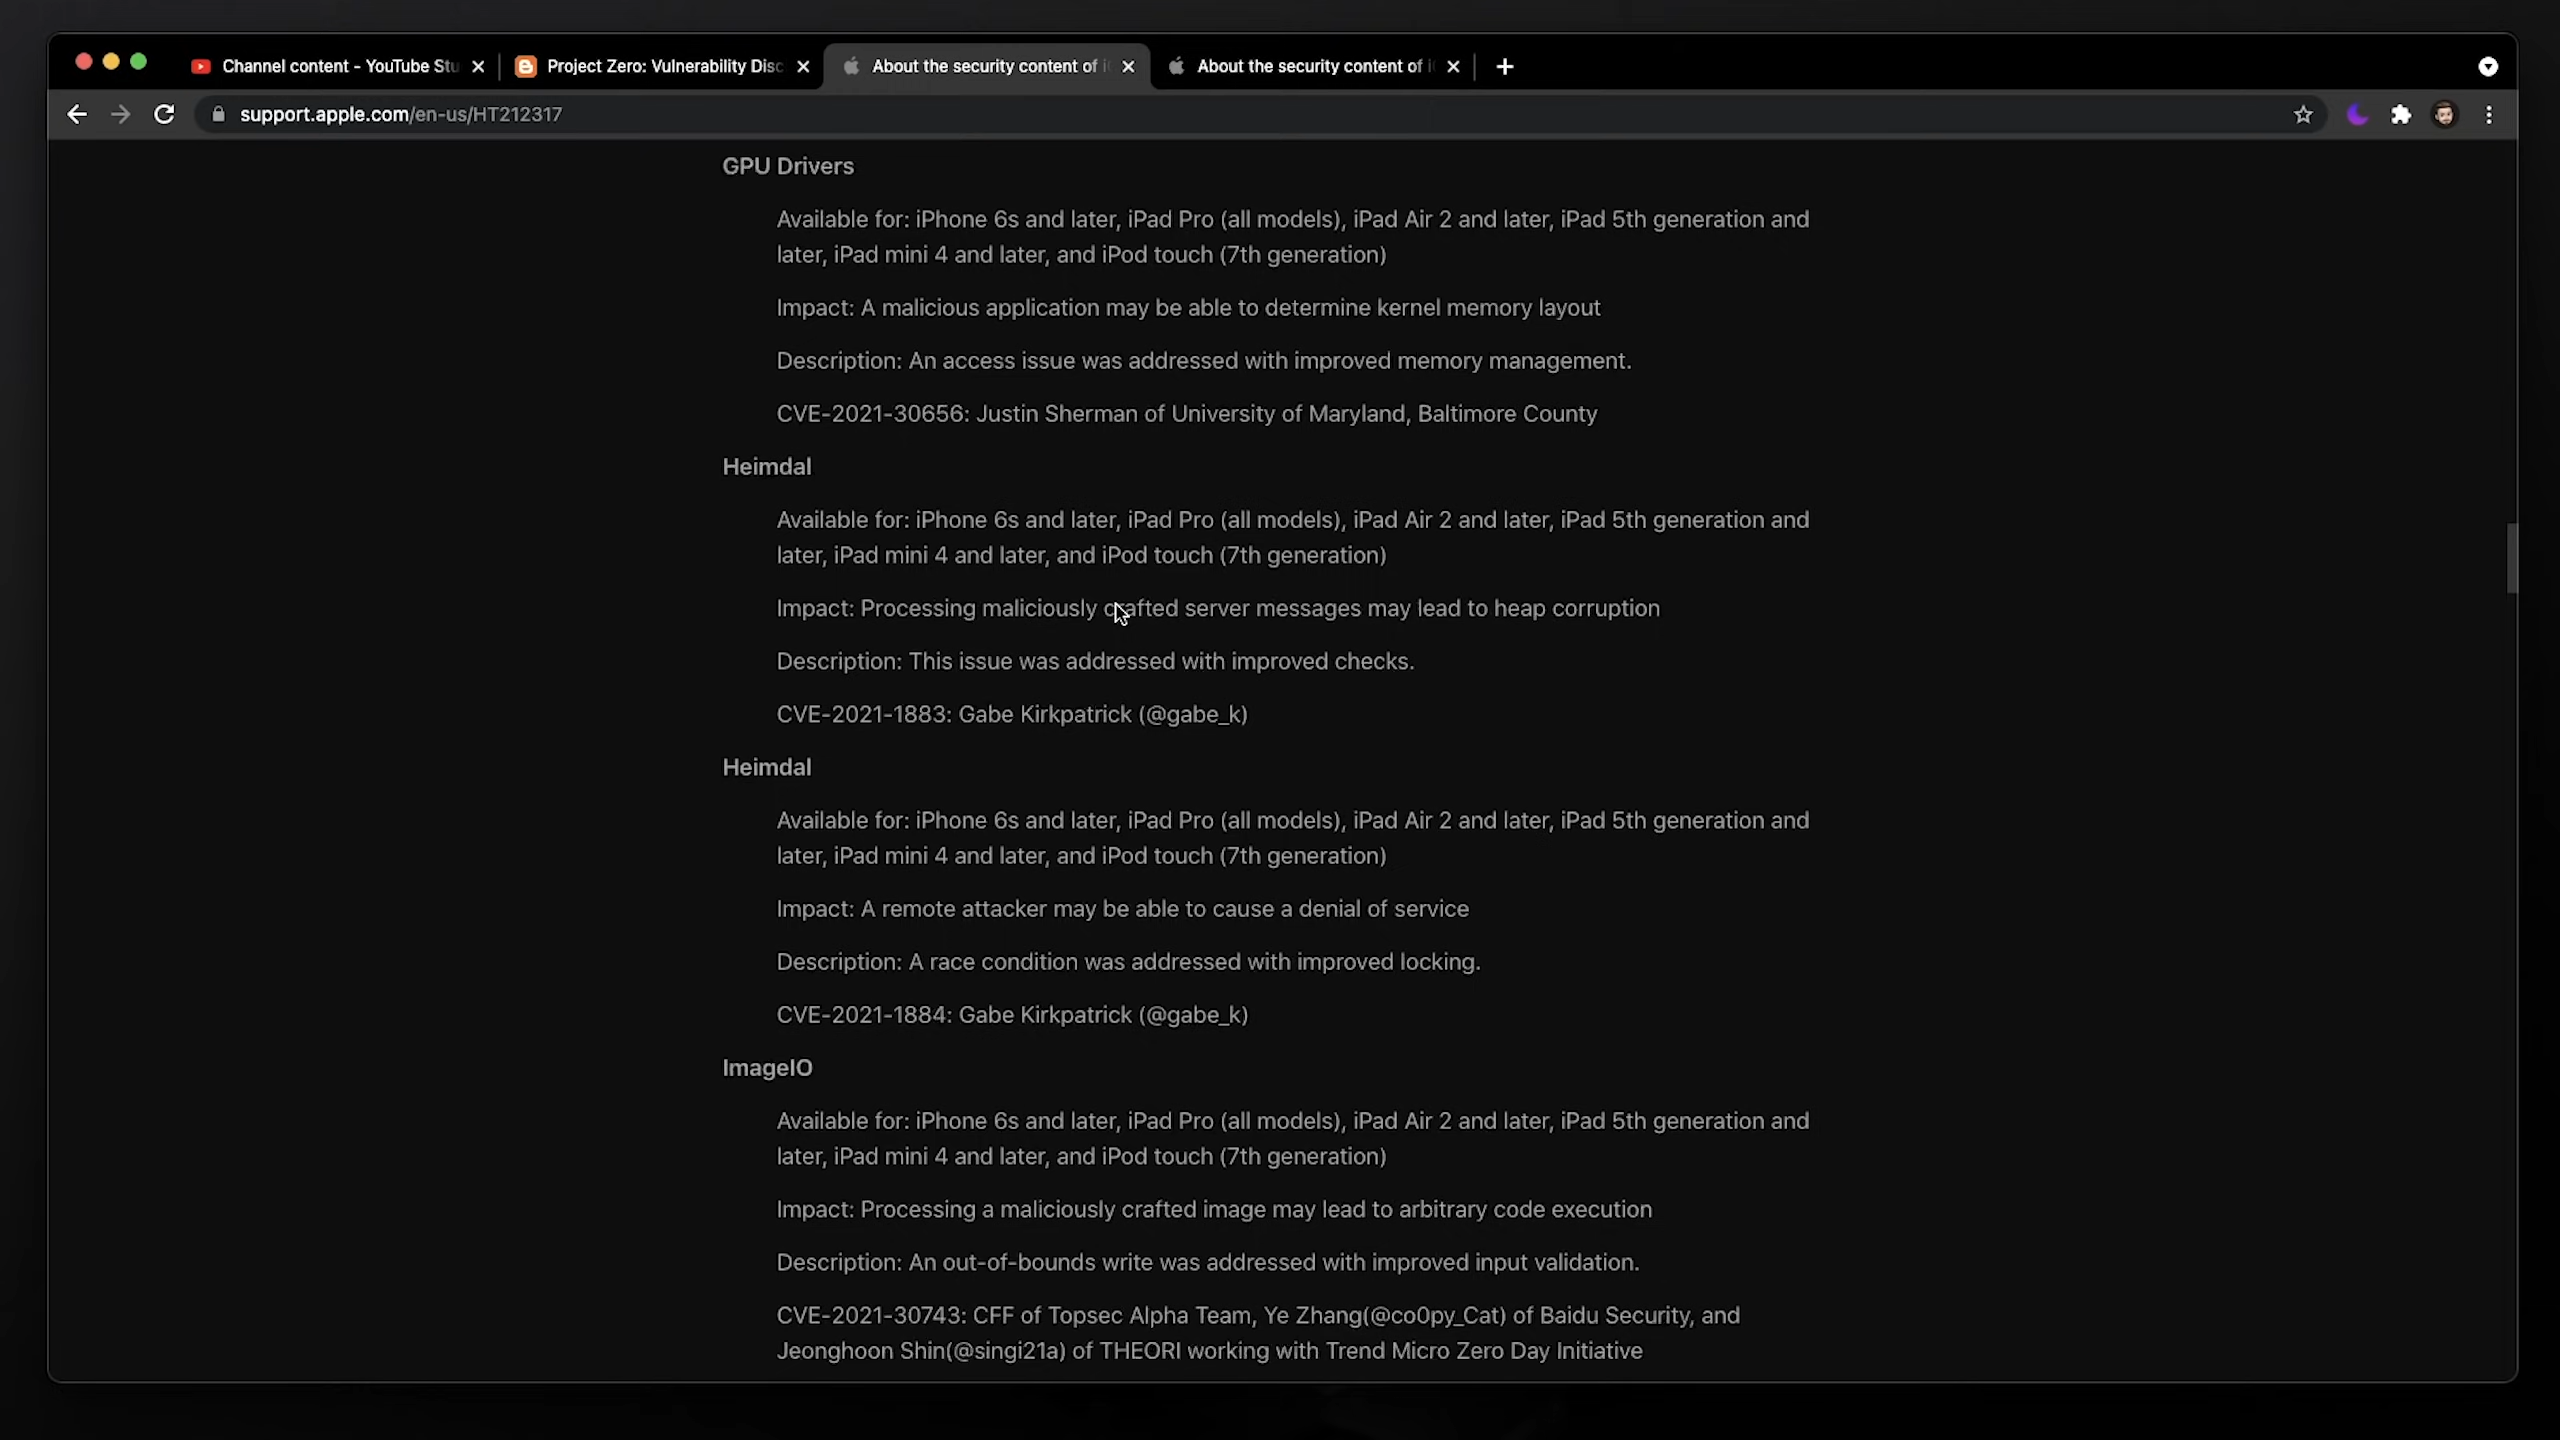 Channel content - YouTube Stu
Project Zero: Vulnerability Disc
About the security content of i
About the security content of i
support.apple.com/en-us/HT212317
GPU Drivers
Available for: iPhone 6s and later, iPad Pro (all models), iPad Air 2 and later, iPad 5th generation and
later, iPad mini 4 and later, and iPod touch (7th generation)
Impact: A malicious application may be able to determine kernel memory layout
Description: An access issue was addressed with improved memory management.
CVE-2021-30656: Justin Sherman of University of Maryland, Baltimore County
Heimdal
Available for: iPhone 6s and later, iPad Pro (all models), iPad Air 2 and later, iPad 5th generation and
later, iPad mini 4 and later, and iPod touch (7th generation)
Impact: Processing maliciously crafted server messages may lead to heap corruption
Description: This issue was addressed with improved checks.
CVE-2021-1883: Gabe Kirkpatrick (@gabe_k)
Heimdal
Available for: iPhone 6s and later, iPad Pro (all models), iPad Air 2 and later, iPad 5th generation and
later, iPad mini 4 and later, and iPod touch (7th generation)
Impact: A remote attacker may be able to cause a denial of service
Description: A race condition was addressed with improved locking.
CVE-2021-1884: Gabe Kirkpatrick (@gabe_k)
ImageIO
Available for: iPhone 6s and later, iPad Pro (all models), iPad Air 2 and later, iPad 5th generation and
later, iPad mini 4 and later, and iPod touch (7th generation)
Impact: Processing a maliciously crafted image may lead to arbitrary code execution
Description: An out-of-bounds write was addressed with improved input validation.
CVE-2021-30743: CFF of Topsec Alpha Team, Ye Zhang(@co0py_Cat) of Baidu Security, and
Jeonghoon Shin(@singi21a) of THEORI working with Trend Micro Zero Day Initiative